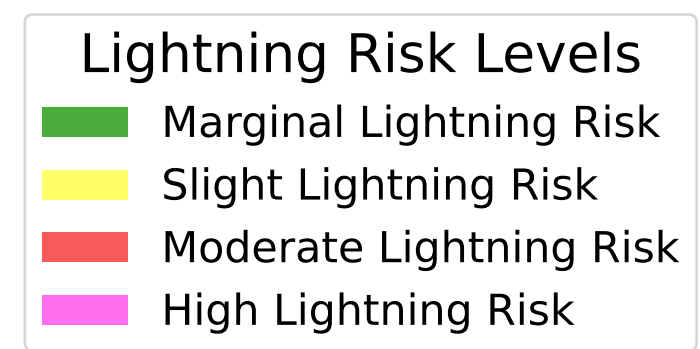 Lightning Risk Levels
Marginal Lightning Risk
Slight Lightning Risk
Moderate Lightning Risk
High Lightning Risk